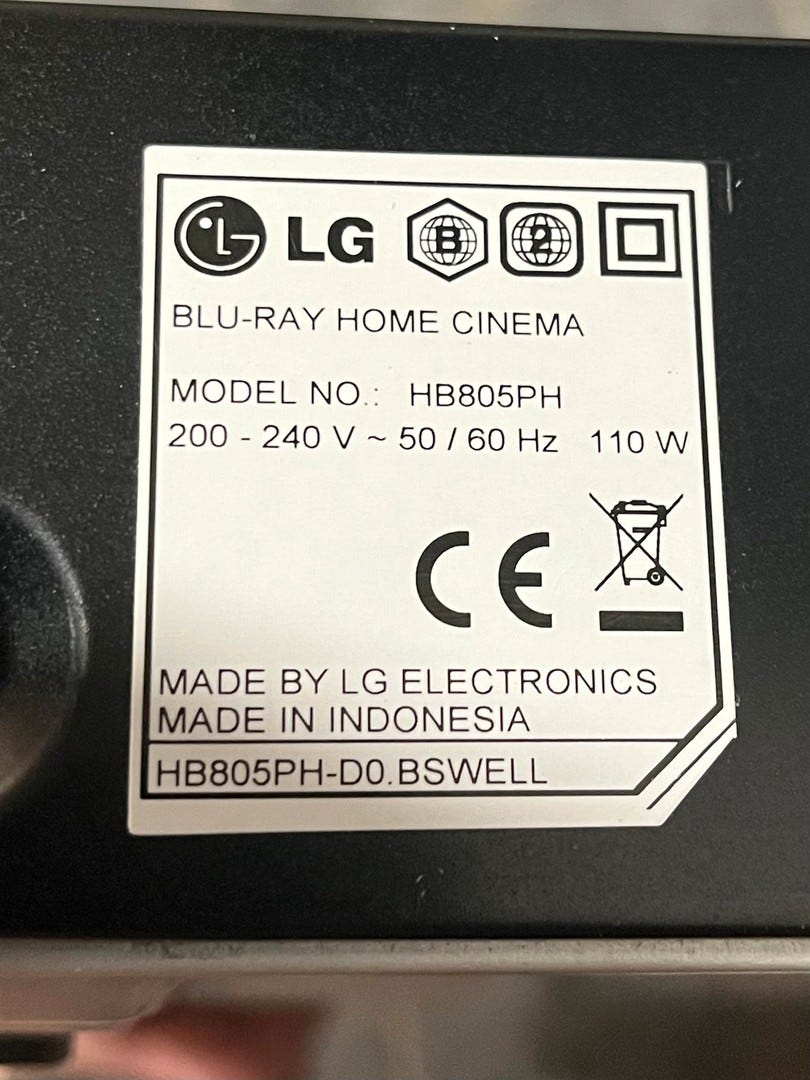 LG LG B 2
BLU-RAY HOME CINEMA
MODEL NO.: HB805PH
200 - 240 V ~ 50 / 60 Hz 110 W
CE
MADE BY LG ELECTRONICS
MADE IN INDONESIA
HB805PH-D0.BSWELL